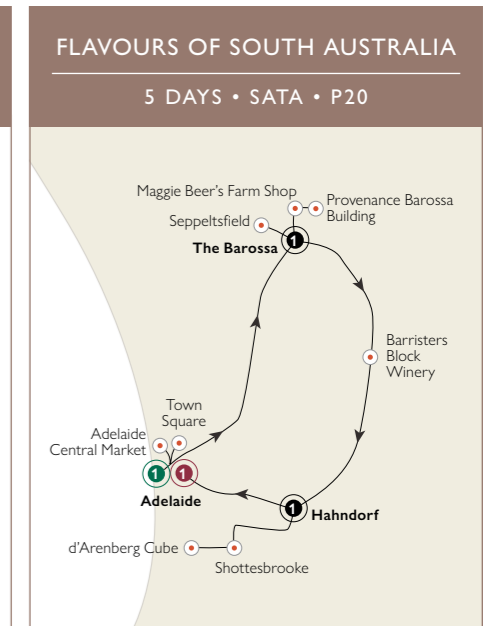 FLAVOURS OF SOUTH AUSTRALIA
5 DAYS • SATA • P20
Maggie Beer's Farm Shop
Provenance Barossa
Building
Seppeltsfield
The Barossa
1
Barristers
Block
Winery
Town
Square
Adelaide
Central Market
1
1
Adelaide
1
Hahndorf
d'Arenberg Cube
Shottesbrooke